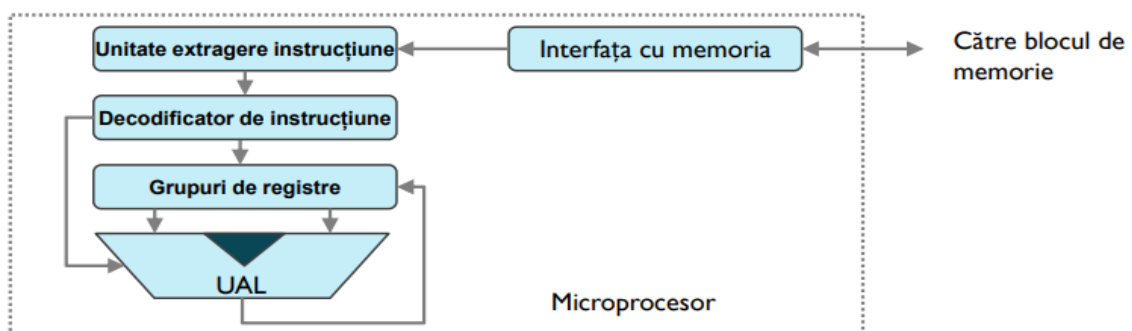 Unitate extragere instrucțiune
Interfața cu memoria
Către blocul de
memorie
Decodificator de instrucțiune
Grupuri de registre
UAL
Microprocesor